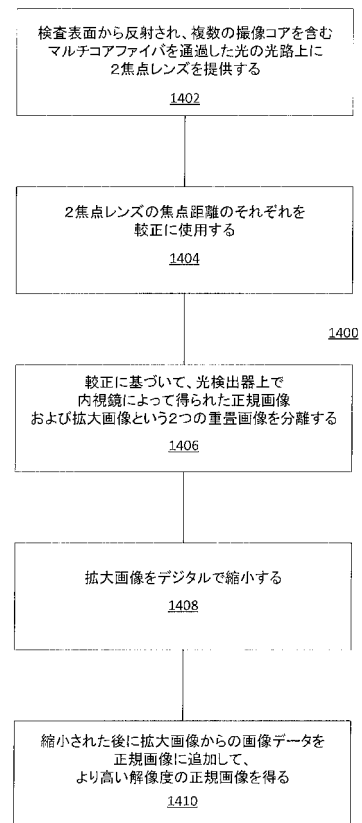 検査表面から反射され、複数の撮像コアを含む
マルチコアファイバを通過した光の光路上に
2焦点レンズを提供する
1402
2焦点レンズの焦点距離のそれぞれを
較正に使用する
1404
1400
較正に基づいて、光検出器上で
内視鏡によって得られた正規画像
および拡大画像という2つの重畳画像を分離する
1406
拡大画像をデジタルで縮小する
1408
縮小された後に拡大画像からの画像データを
正規画像に追加して、
より高い解像度の正規画像を得る
1410